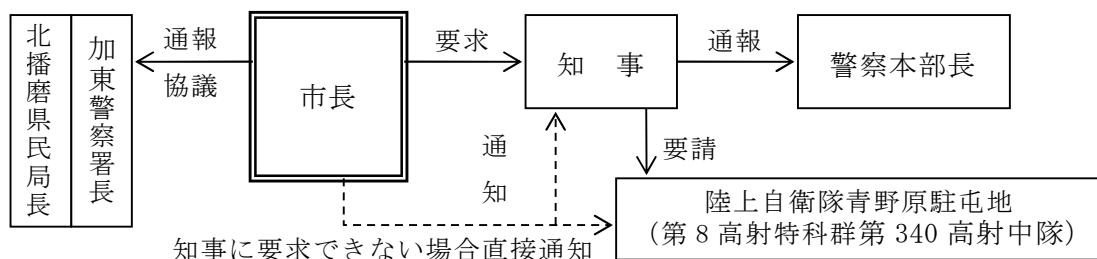 北播磨県民局長
加東警察署長
通報
協議
市長
要求
知　事
通報
警察本部長
通
知
要請
陸上自衛隊青野原駐屯地
（第 8 高射特科群第 340 高射中隊）
知事に要求できない場合直接通知